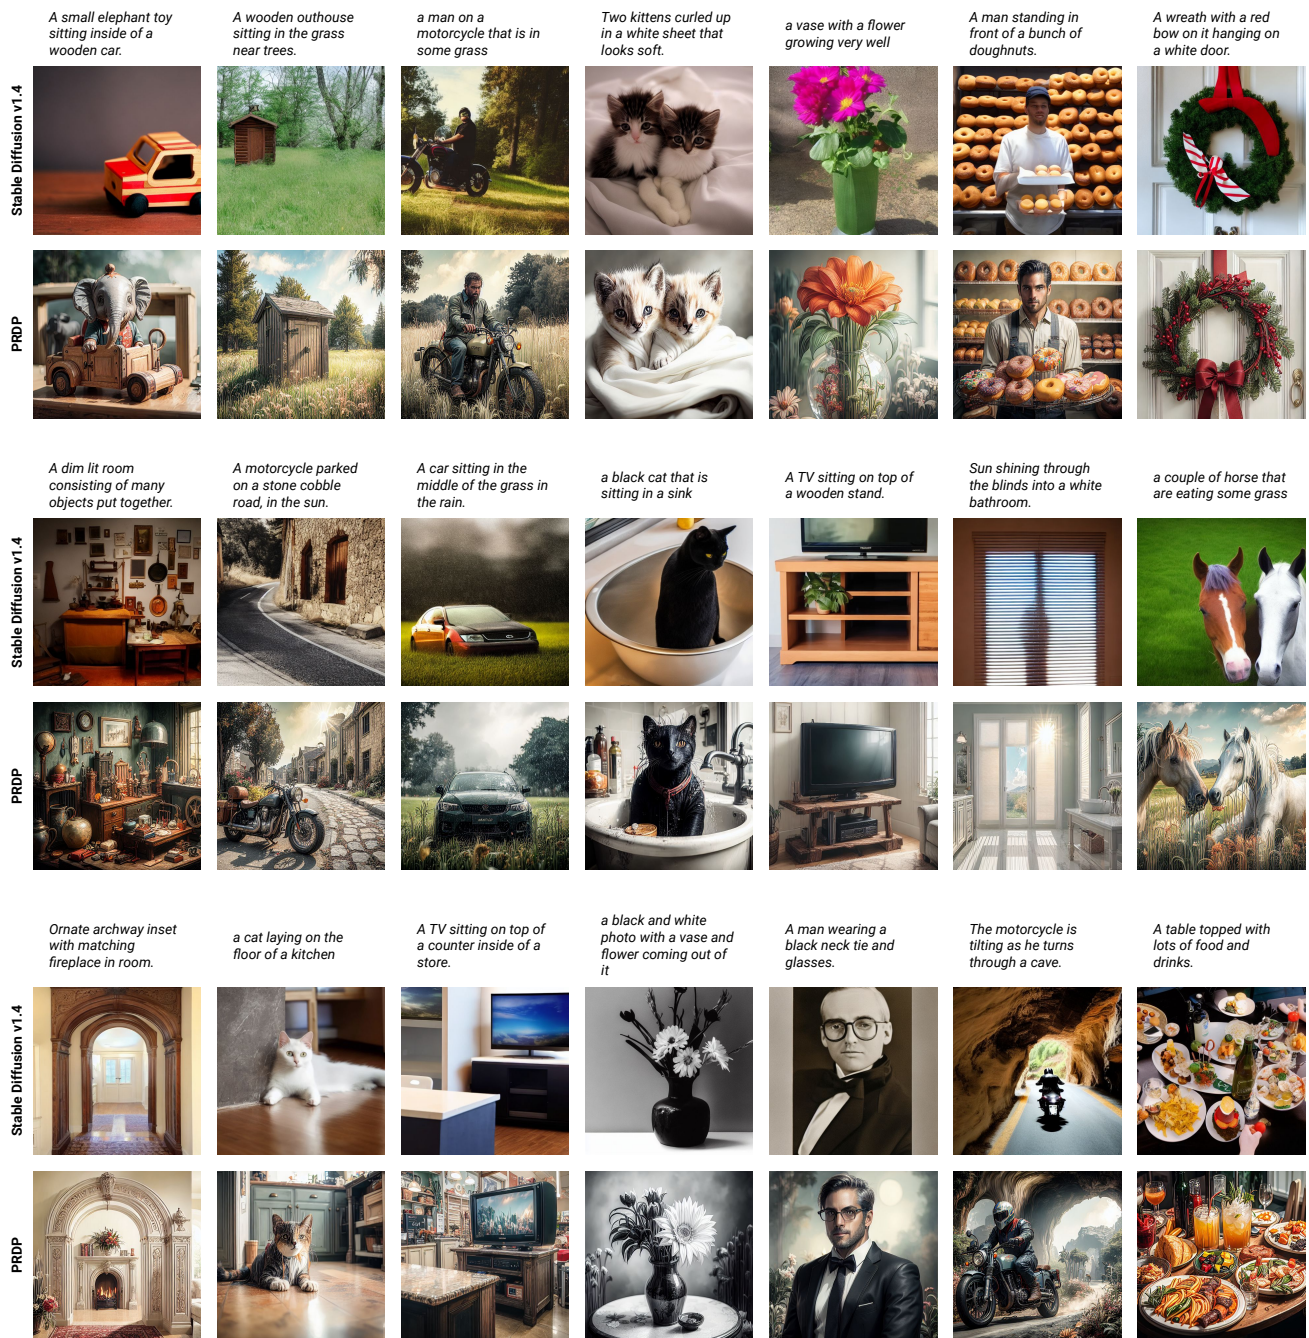 A small elephant toy
sitting inside of a
wooden car.
A wooden outhouse
sitting in the grass
near trees.
a man on a
motorcycle that is in
some grass
Two kittens curled up
in a white sheet that
looks soft.
a vase with a flower
growing very well
A man standing in
front of a bunch of
doughnuts.
A wreath with a red
bow on it hanging on
a white door.
Stable Diffusion v1.4
PRDP
A dim lit room
consisting of many
objects put together.
A motorcycle parked
on a stone cobble
road, in the sun.
A car sitting in the
middle of the grass in
the rain.
a black cat that is
sitting in a sink
A TV sitting on top of
a wooden stand.
Sun shining through
the blinds into a white
bathroom.
a couple of horse that
are eating some grass
Stable Diffusion v1.4
PRDP
Ornate archway inset
with matching
fireplace in room.
a cat laying on the
floor of a kitchen
A TV sitting on top of
a counter inside of a
store.
a black and white
photo with a vase and
flower coming out of
it
A man wearing a
black neck tie and
glasses.
The motorcycle is
tilting as he turns
through a cave.
A table topped with
lots of food and
drinks.
Stable Diffusion v1.4
PRDP